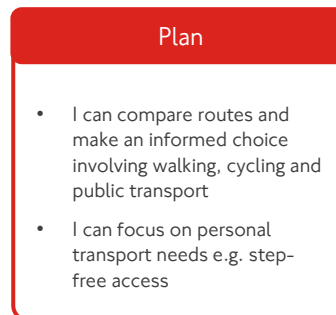 Plan
• I can compare routes and
make an informed choice
involving walking, cycling and
public transport
• I can focus on personal
transport needs e.g. step-
free access